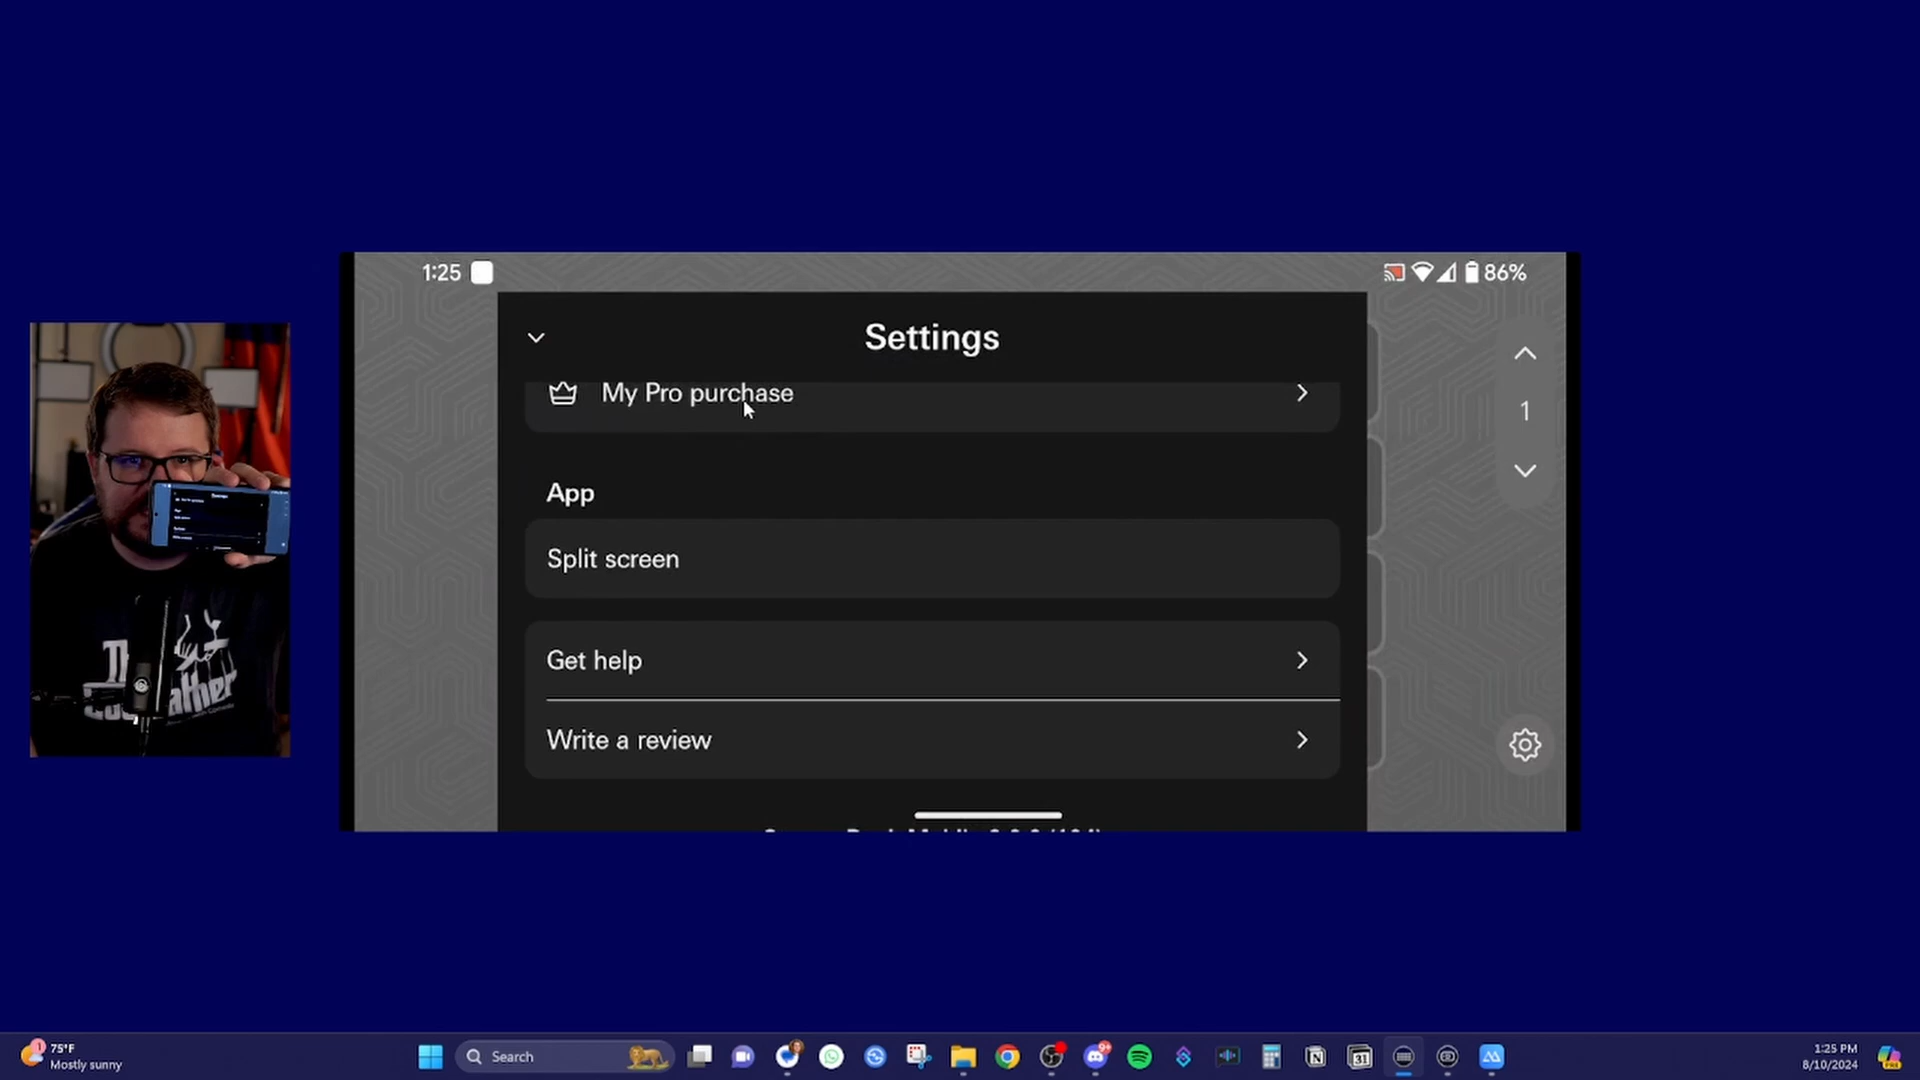 1:25
86%
Settings
My Pro purchase
1
App
Split screen
Get help
Write a review
75°F
Mostly sunny
Search
1:25 PM
8/10/2024